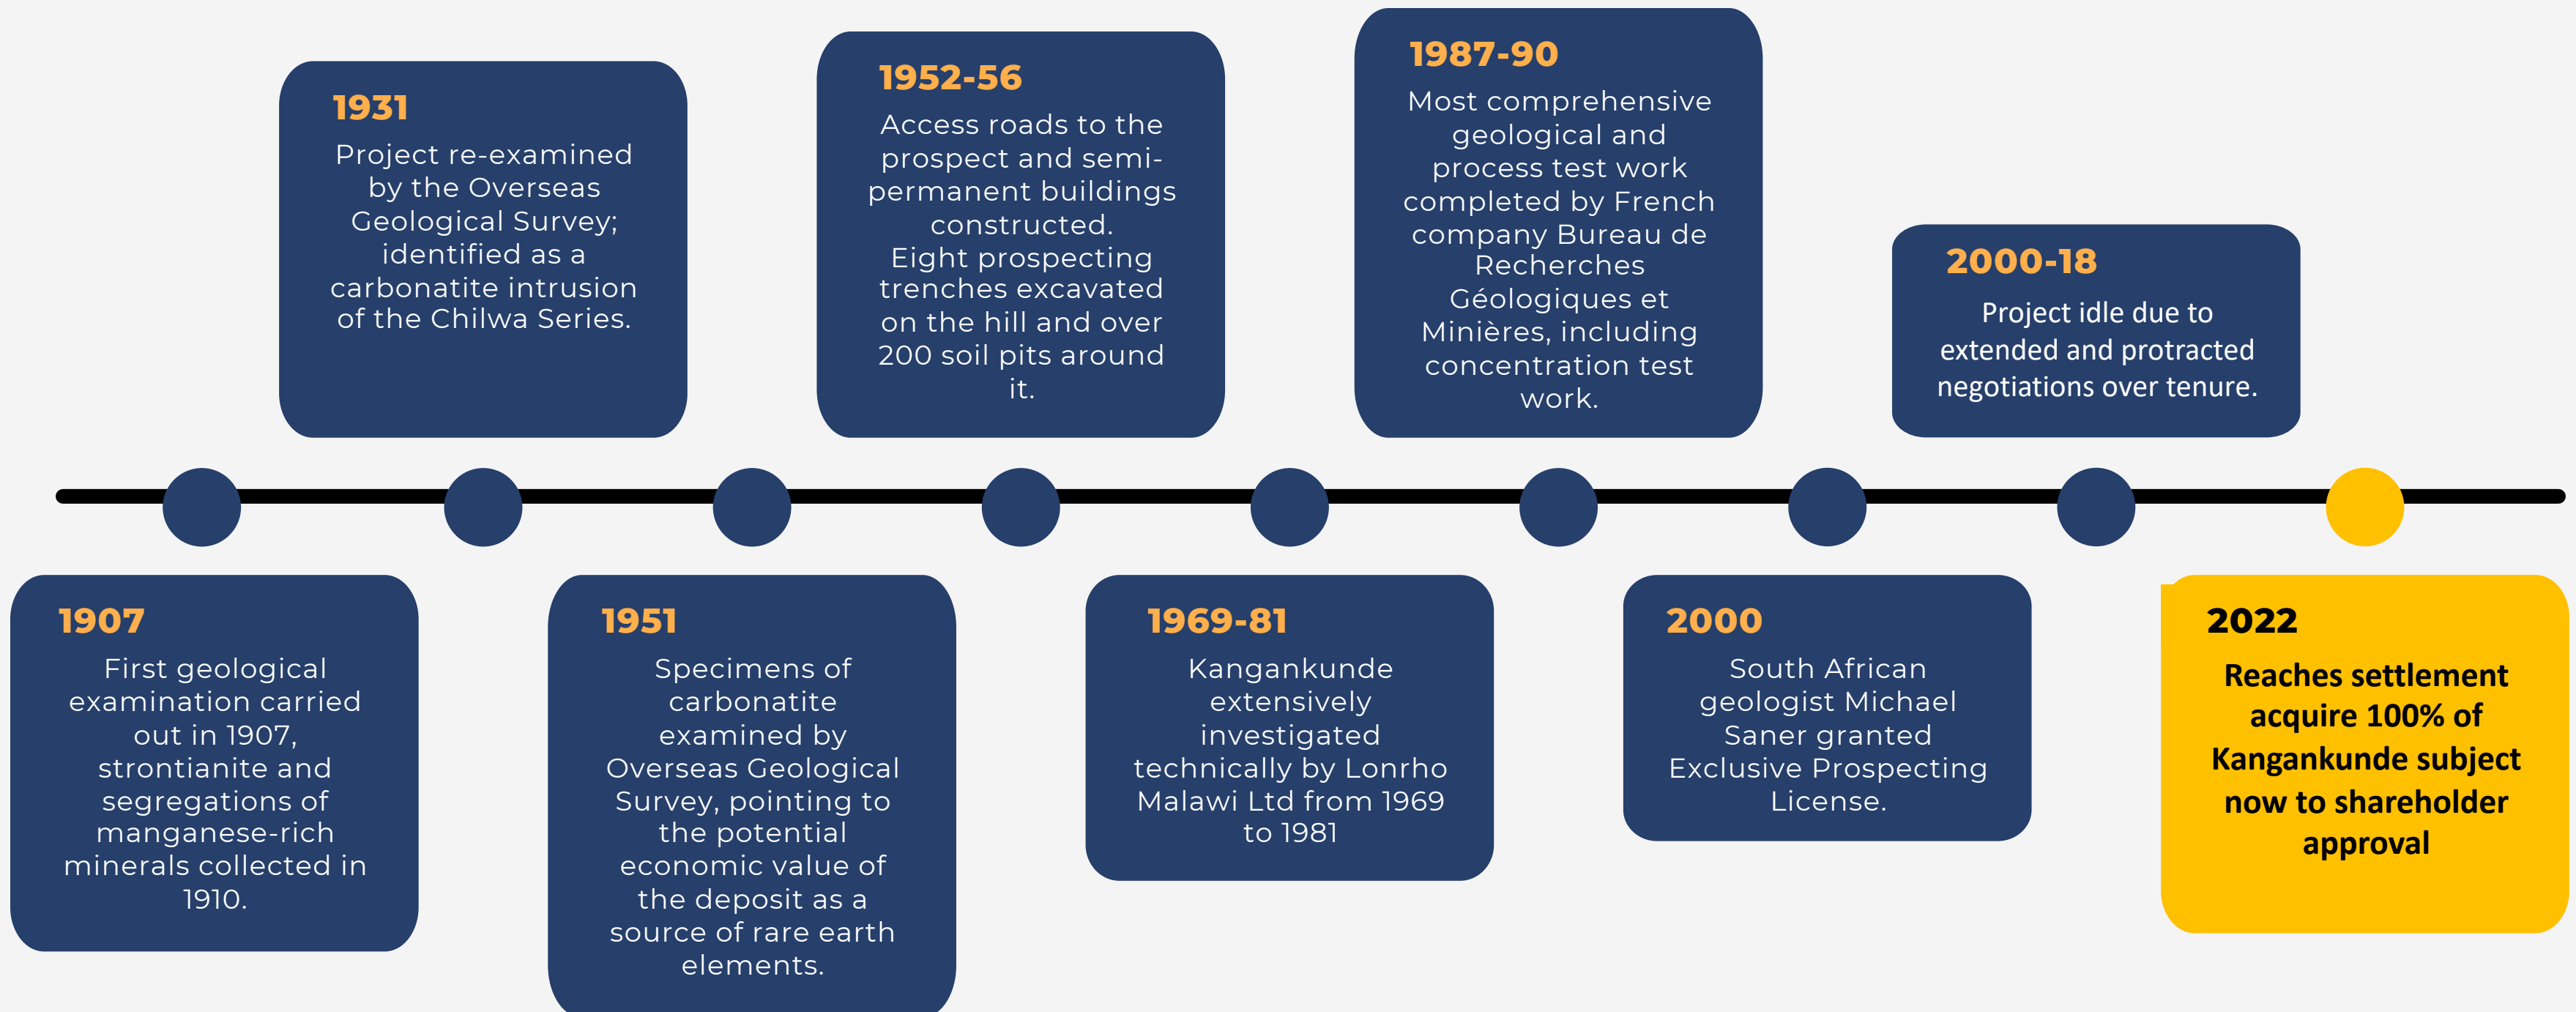 1907
First geological
examination carried
out in 1907,
strontianite and
segregations of
manganese-rich
minerals collected in
1910.
1931
Project re-examined
by the Overseas
Geological Survey;
identified as a
carbonatite intrusion
of the Chilwa Series.
1951
Specimens of
carbonatite
examined by
Overseas Geological
Survey, pointing to
the potential
economic value of
the deposit as a
source of rare earth
elements.
1952-56
Access roads to the
prospect and semi-
permanent buildings
constructed.
Eight prospecting
trenches excavated
on the hill and over
200 soil pits around
it.
1969-81
Kangankunde
extensively
investigated
technically by Lonrho
Malawi Ltd from 1969
to 1981
1987-90
Most comprehensive
geological and
process test work
completed by French
company Bureau de
Recherches
Géologiques et
Minières, including
concentration test
work.
2000
South African
geologist Michael
Saner granted
Exclusive Prospecting
License.
2000-18
Project idle due to
extended and protracted
negotiations over tenure.
2022
Reaches settlement
acquire 100% of
Kangankunde subject
now to shareholder
approval